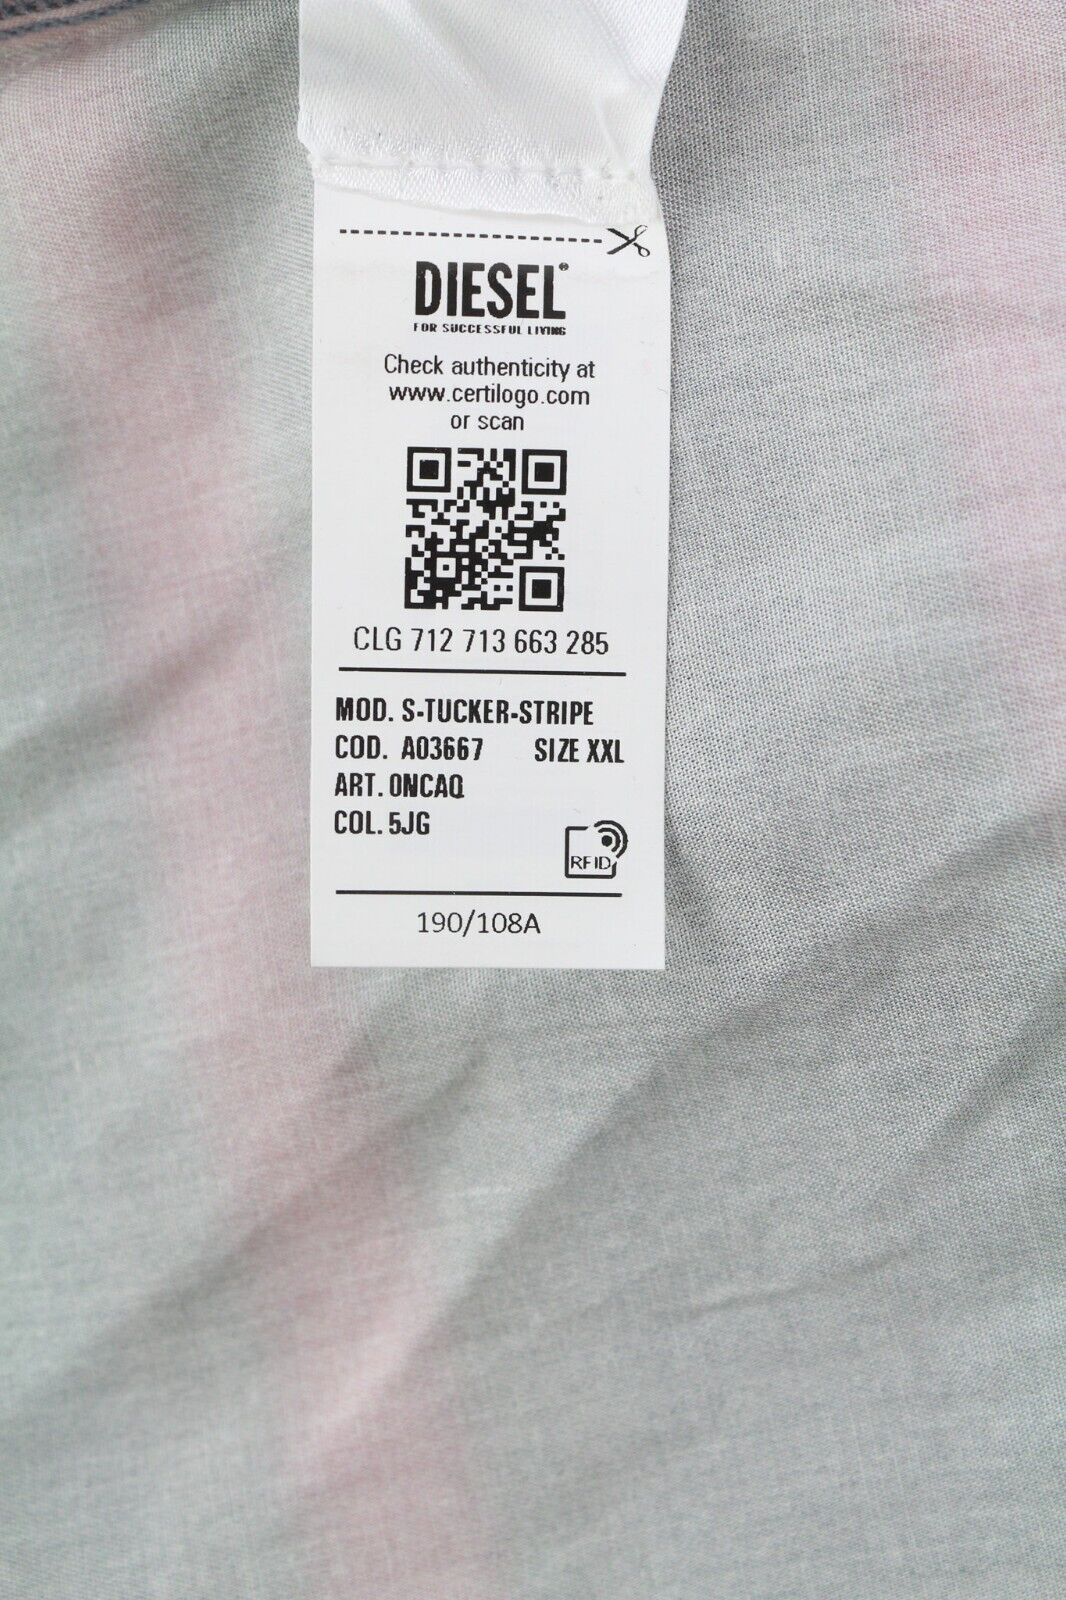 DIESEL®
FOR SUCCESSFUL LIVING
Check authenticity at
www.certilogo.com
or scan
CLG 712 713 663 285
MOD. S-TUCKER-STRIPE
COD. A03667 SIZE XXL
ART. 0NCAQ
COL. 5JG
RFID
190/108A